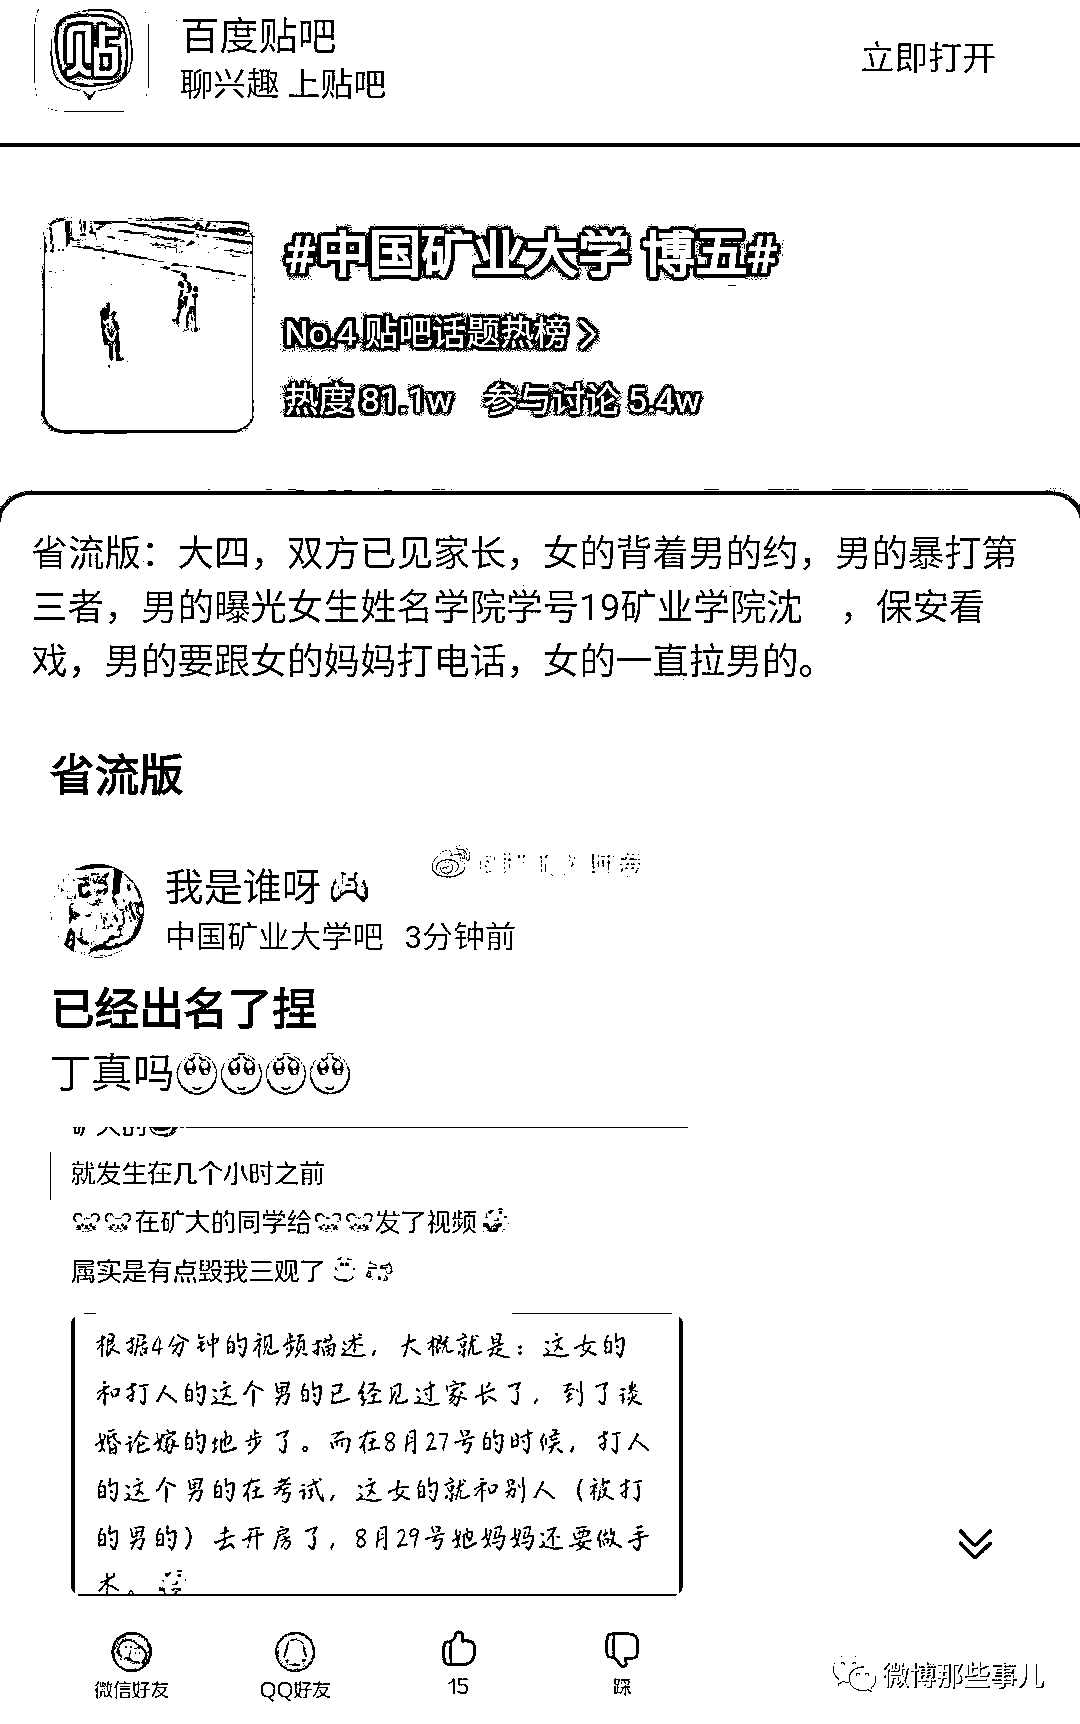 贴
百度贴吧
聊兴趣 上贴吧
立即打开
#中国矿业大学 博五#
No.4 贴吧话题热榜
热度 81.1w 参与讨论 5.4w
省流版：大四，双方已见家长，女的背着男的约，男的暴打第
三者，男的曝光女生姓名学院学号19矿业学院沈 ，保安看
戏，男的要跟女的妈妈打电话，女的一直拉男的。
省流版
我是谁呀
中国矿业大学吧 3分钟前
已经出名了捏
丁真吗
矿大的
就发生在几个小时之前
在矿大的同学给 发了视频
属实是有点毁我三观了
根据4分钟的视频描述，大概就是：这女的
和打人的这个男的已经见过家长了，到了谈
婚论嫁的地步了。而在8月27号的时候，打人
的这个男的在考试，这女的就和别人（被打
的男的）去开房了，8月29号她妈妈还要做手
术。
微信好友
QQ好友
15
踩
微博那些事儿